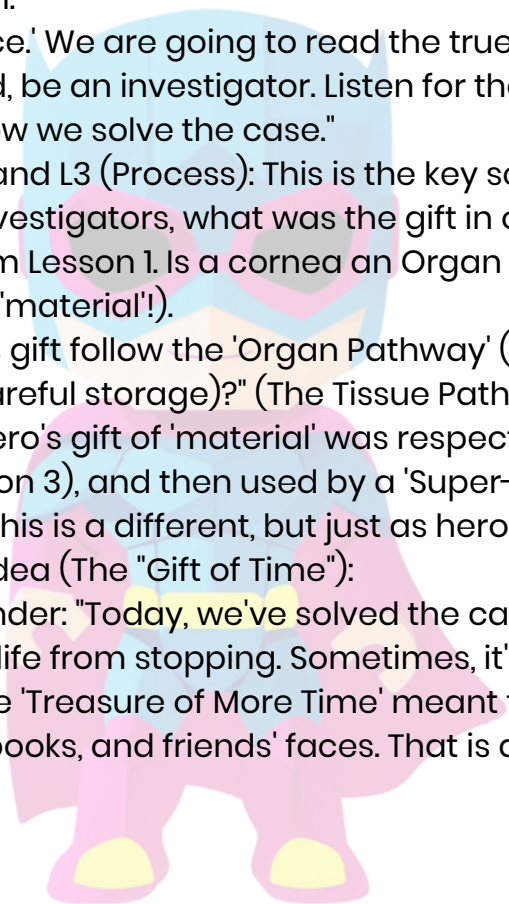 ce.' We are going to read the true
d, be an investigator. Listen for the
ow we solve the case."
and L3 (Process): This is the key s
vestigators, what was the gift in
m Lesson 1. Is a cornea an Organ
'material'!).
gift follow the 'Organ Pathway' (
areful storage)?" (The Tissue Path
ero's gift of 'material' was respec
on 3), and then used by a 'Super-
his is a different, but just as hero
dea (The "Gift of Time"):
nder: "Today, we've solved the ca
life from stopping. Sometimes, it'
e 'Treasure of More Time' meant
books, and friends' faces. That is